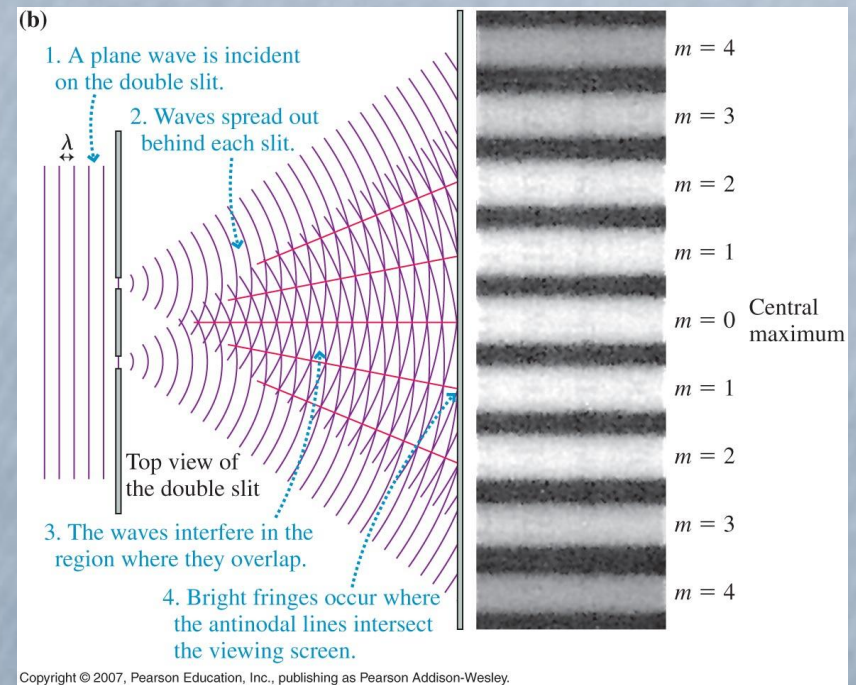 (b)
1. A plane wave is incident
on the double slit.
2. Waves spread out
behind each slit.
λ
Top view of
the double slit
3. The waves interfere in the
region where they overlap.
4. Bright fringes occur where
the antinodal lines intersect
the viewing screen.
m = 4
m = 3
m = 2
m = 1
m = 0 Central
maximum
m = 1
m = 2
m = 3
m = 4
Copyright © 2007, Pearson Education, Inc., publishing as Pearson Addison-Wesley.